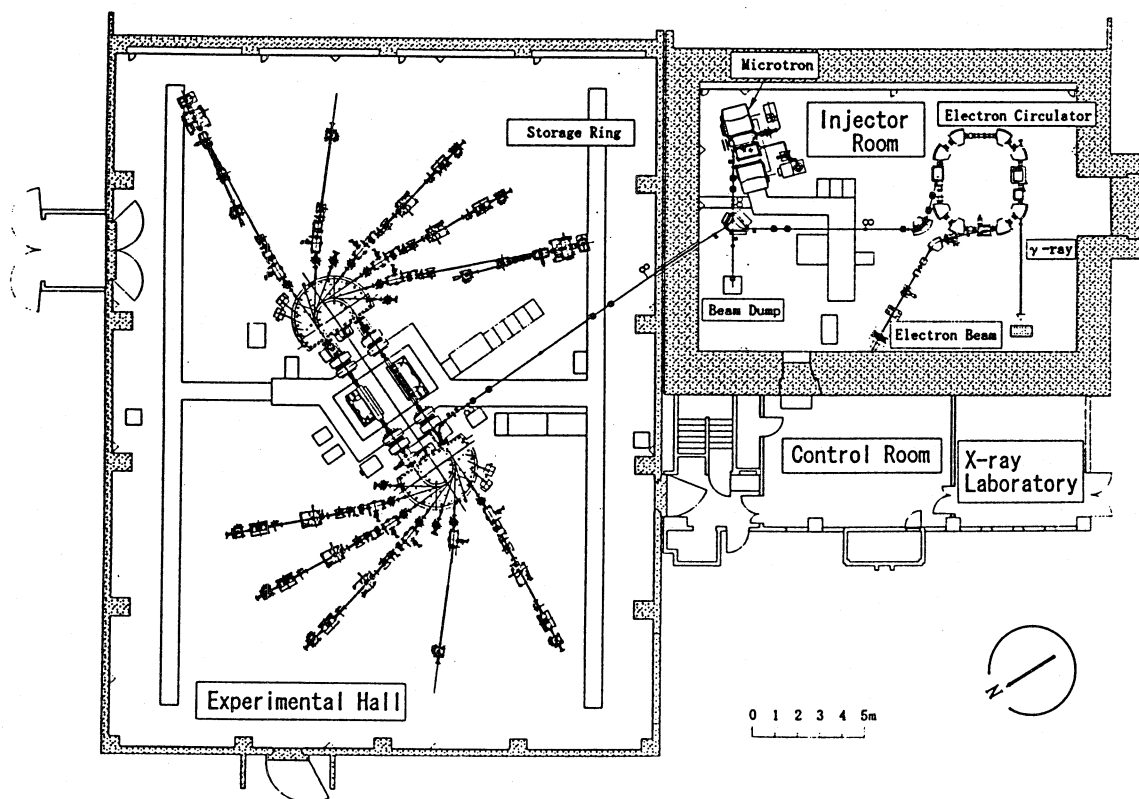 Microtron
Storage Ring
Injector
Room
Electron Circulator
γ-ray
Beam Dump
Electron Beam
Control Room
X-ray
Laboratory
Experimental Hall
0 1 2 3 4 5m
N